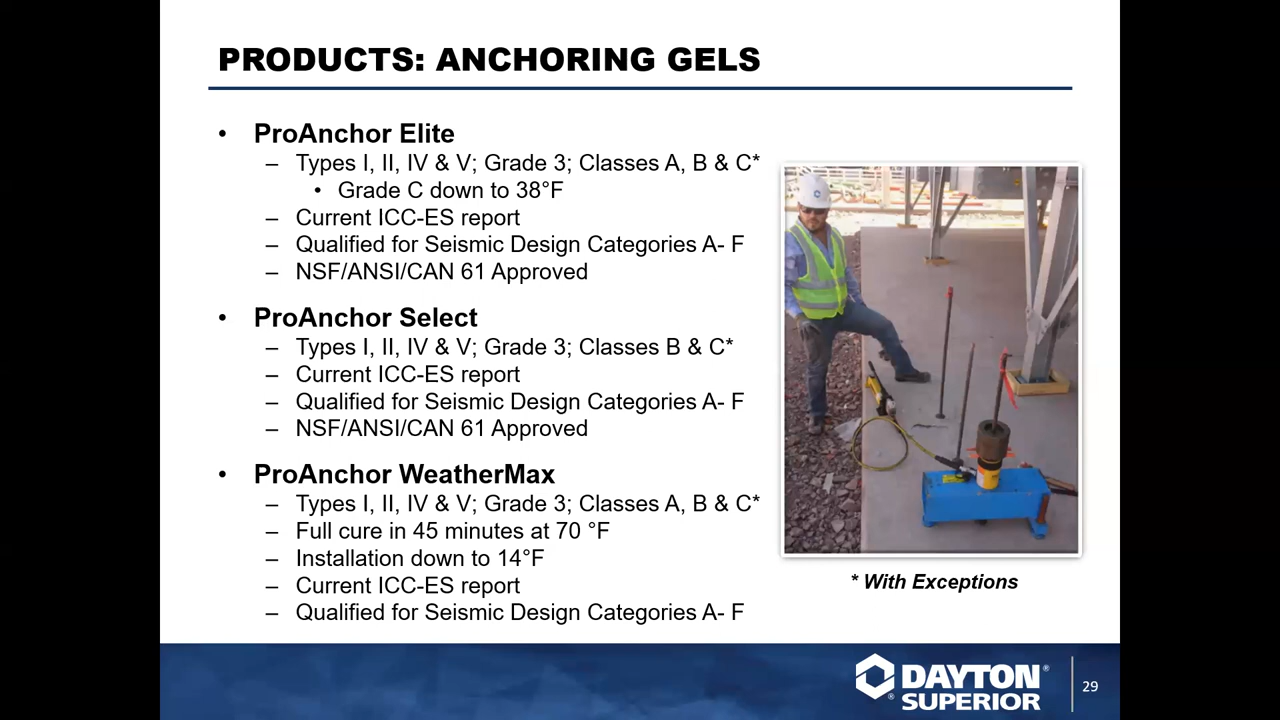 PRODUCTS: ANCHORING GELS
• ProAnchor Elite
– Types I, II, IV & V; Grade 3; Classes A, B & C*
• Grade C down to 38°F
– Current ICC-ES report
– Qualified for Seismic Design Categories A- F
– NSF/ANSI/CAN 61 Approved
• ProAnchor Select
– Types I, II, IV & V; Grade 3; Classes B & C*
– Current ICC-ES report
– Qualified for Seismic Design Categories A- F
– NSF/ANSI/CAN 61 Approved
• ProAnchor WeatherMax
– Types I, II, IV & V; Grade 3; Classes A, B & C*
– Full cure in 45 minutes at 70 °F
– Installation down to 14°F
– Current ICC-ES report
– Qualified for Seismic Design Categories A- F
* With Exceptions
® DAYTON®
SUPERIOR
29